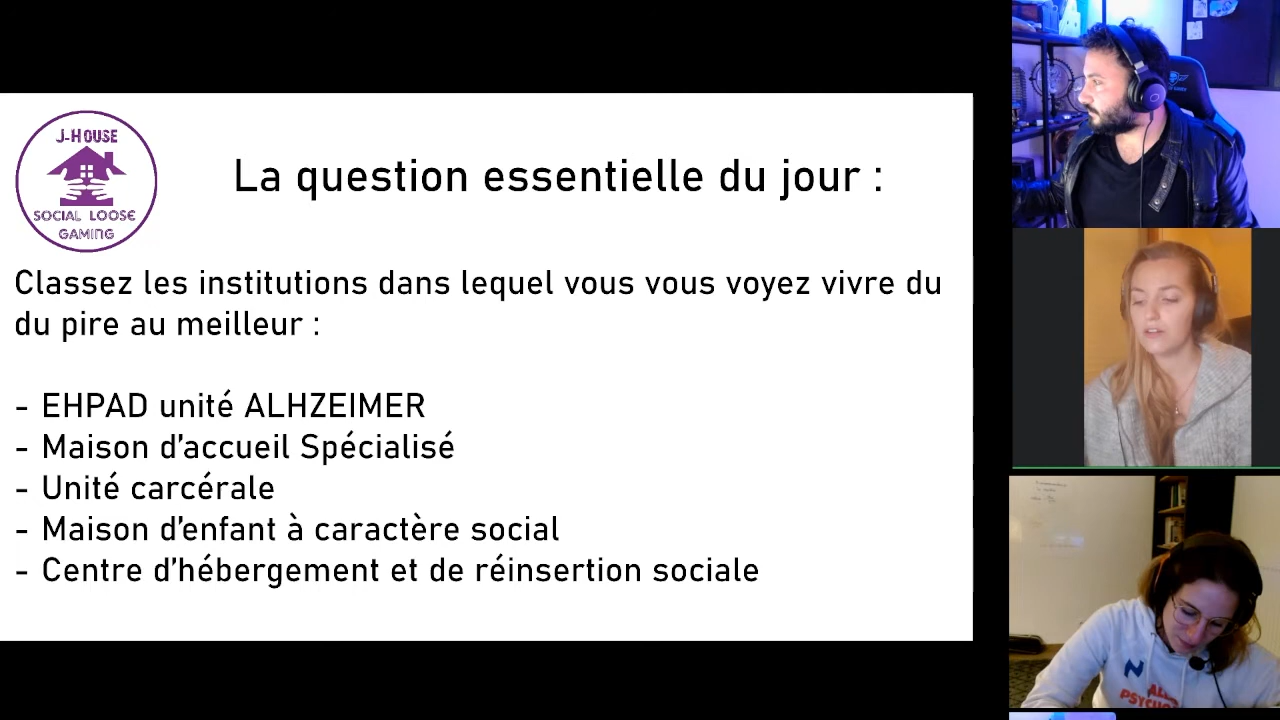 J-HOUSE
SOCIAL LOOSE
GAMING
La question essentielle du jour :
Classez les institutions dans lequel vous vous voyez vivre du
du pire au meilleur :
- EHPAD unité ALHZEIMER
- Maison d'accueil Spécialisé
- Unité carcérale
- Maison d'enfant à caractère social
- Centre d'hébergement et de réinsertion sociale